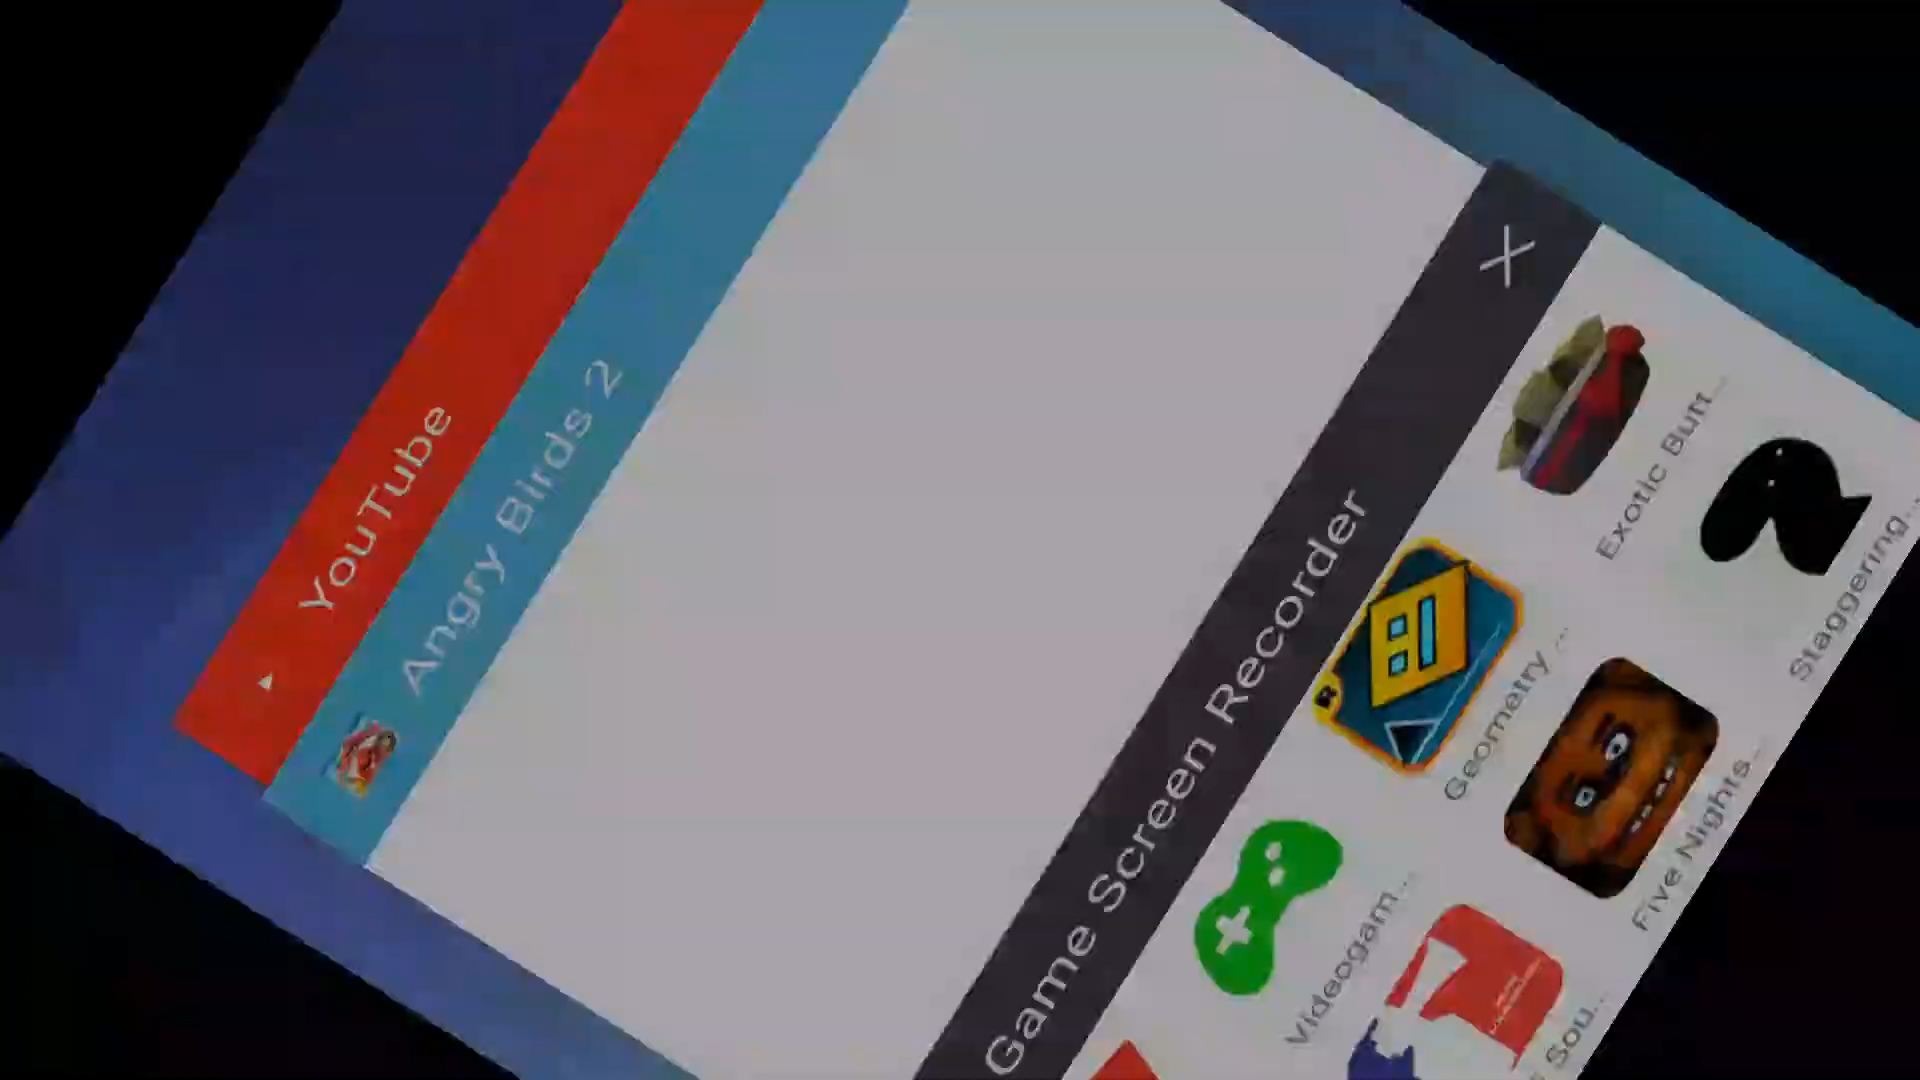 YouTube
Angry Birds 2
Game Screen Recorder
Exotic Butt...
Geometry ...
Videogam...
Staggering...
Five Nights...
Sou...